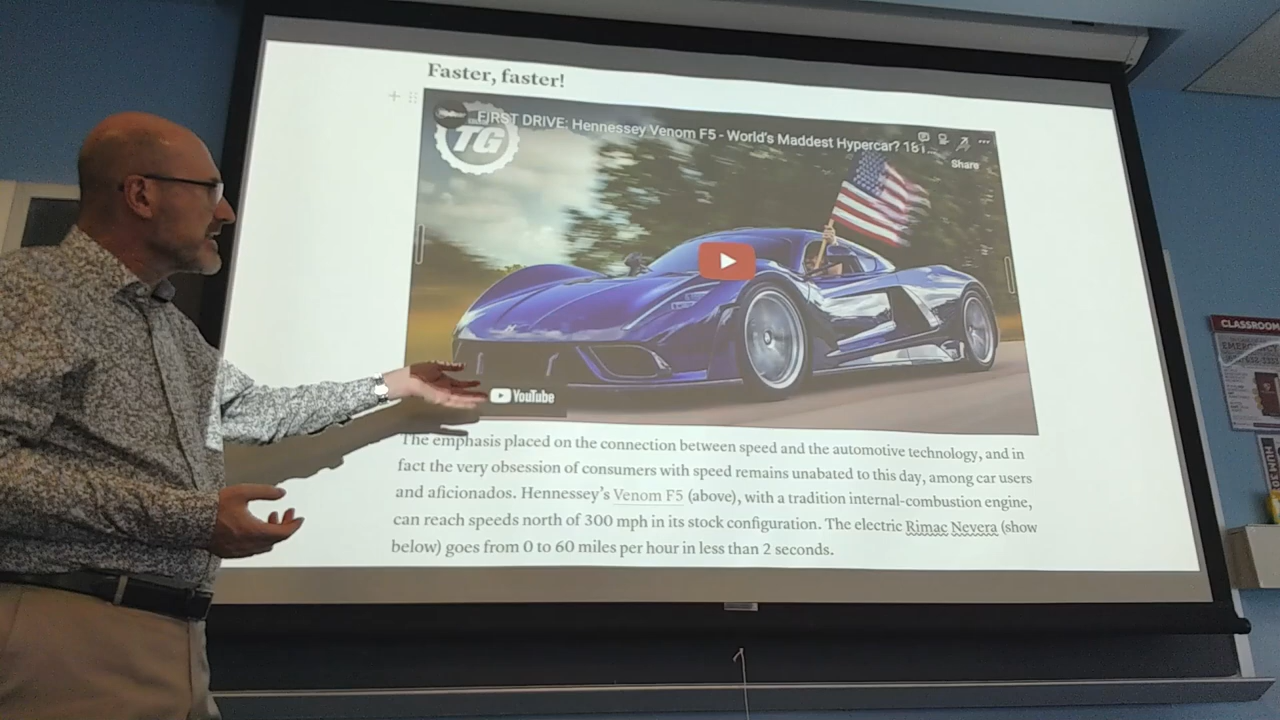 Faster, faster!
FIRST DRIVE: Hennessey Venom F5 - World's Maddest Hypercar?
TG
Share
YouTube
The emphasis placed on the connection between speed and the automotive technology, and in
fact the very obsession of consumers with speed remains unabated to this day, among car users
and aficionados. Hennessey's Venom F5 (above), with a tradition internal-combustion engine,
can reach speeds north of 300 mph in its stock configuration. The electric Rimac Nevera (show
below) goes from 0 to 60 miles per hour in less than 2 seconds.
CLASSROOM